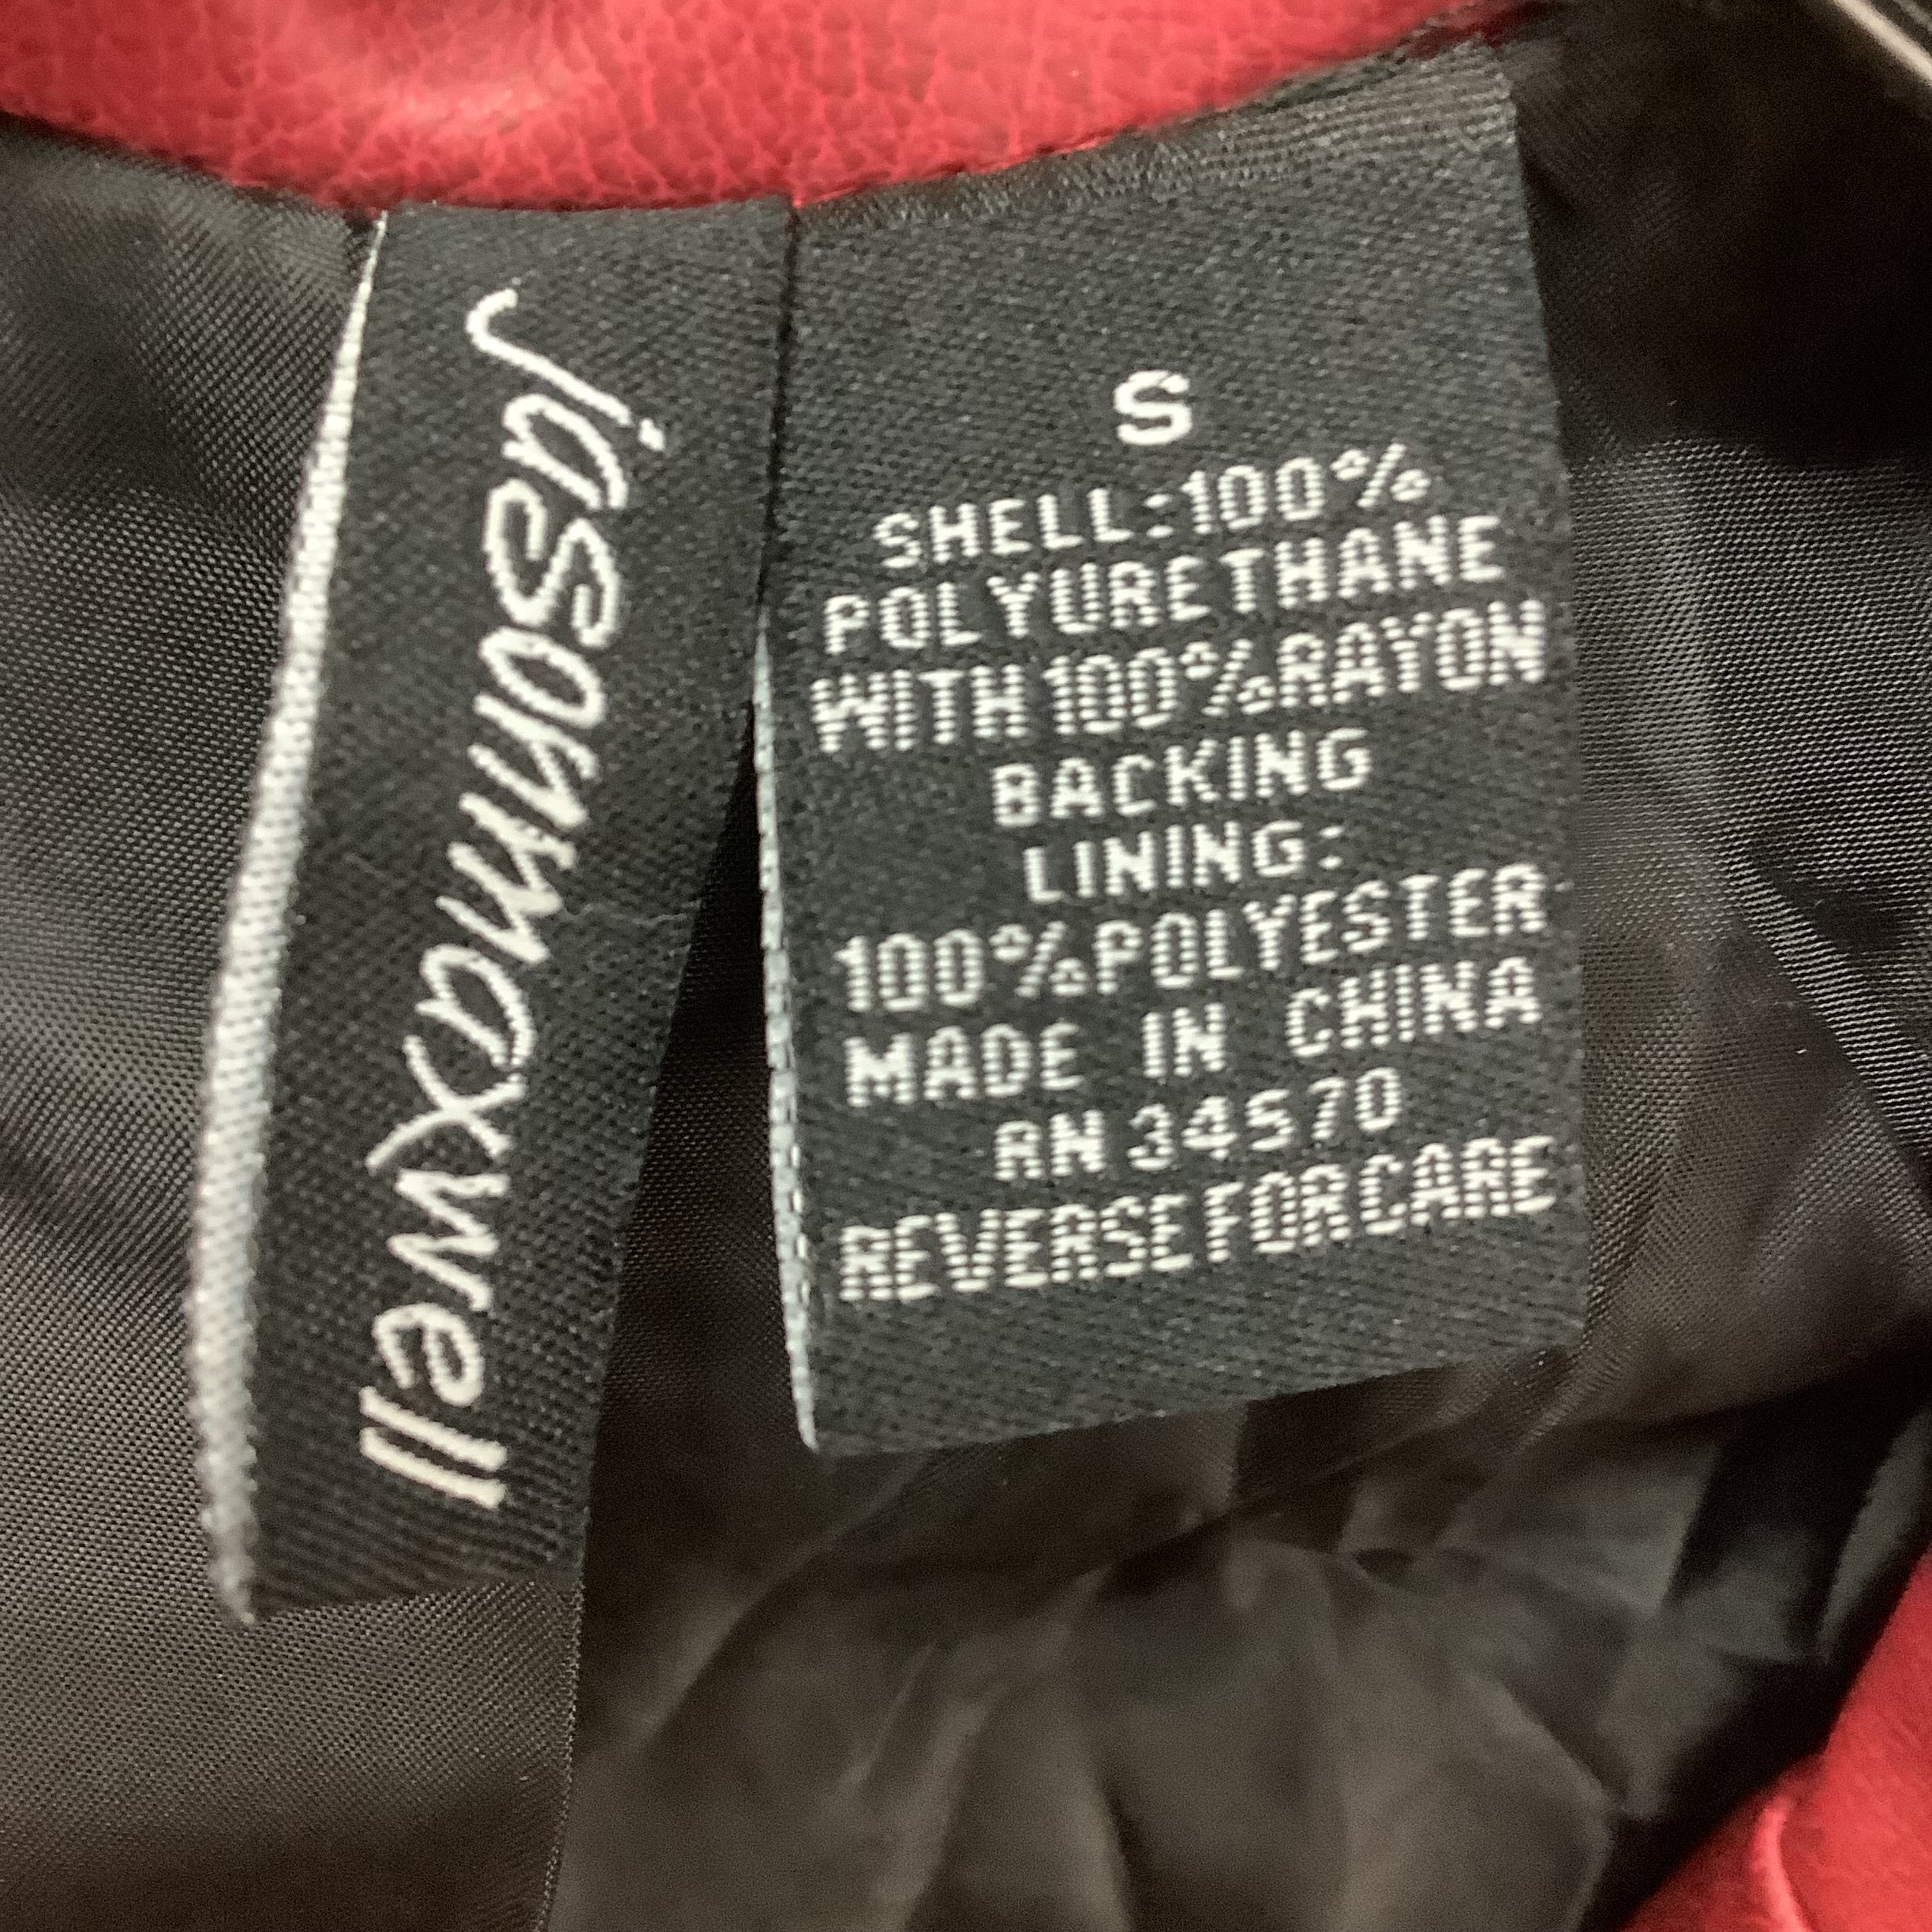 jasonmaxwell
S
SHELL:100%
POLYURETHANE
WITH 100%RAYON
BACKING
LINING:
100%POLYESTER
MADE IN CHINA
RN 34570
REVERSE FOR CARE